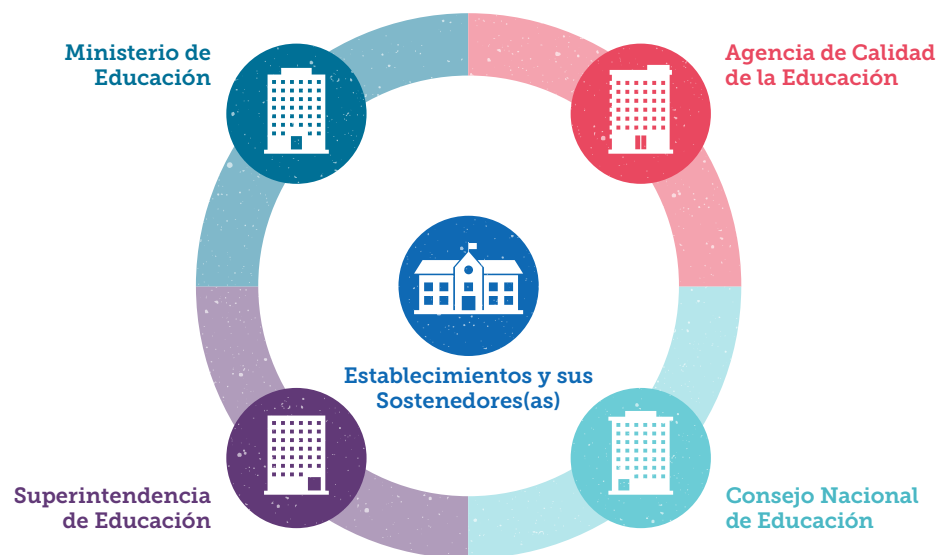 Ministerio de
Educación
Agencia de Calidad
de la Educación
Establecimientos y sus
Sostenedores(as)
Superintendencia
de Educación
Consejo Nacional
de Educación